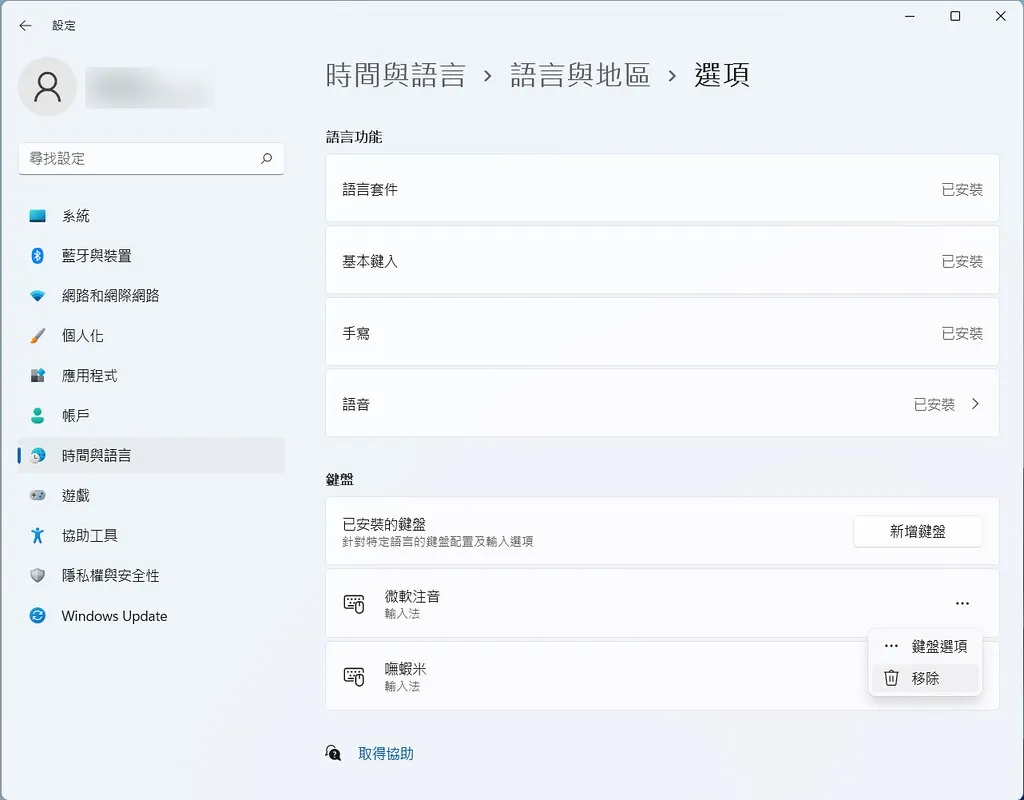 設定
尋找設定
系統
藍牙與裝置
網路和網際網路
個人化
應用程式
帳戶
時間與語言
遊戲
協助工具
隱私權與安全性
Windows Update
時間與語言 › 語言與地區 › 選項
語言功能
語言套件 已安裝
基本鍵入 已安裝
手寫 已安裝
語音 已安裝
鍵盤
已安裝的鍵盤
針對特定語言的鍵盤配置及輸入選項
新增鍵盤
微軟注音
輸入法
嘸蝦米
輸入法
鍵盤選項
移除
取得協助